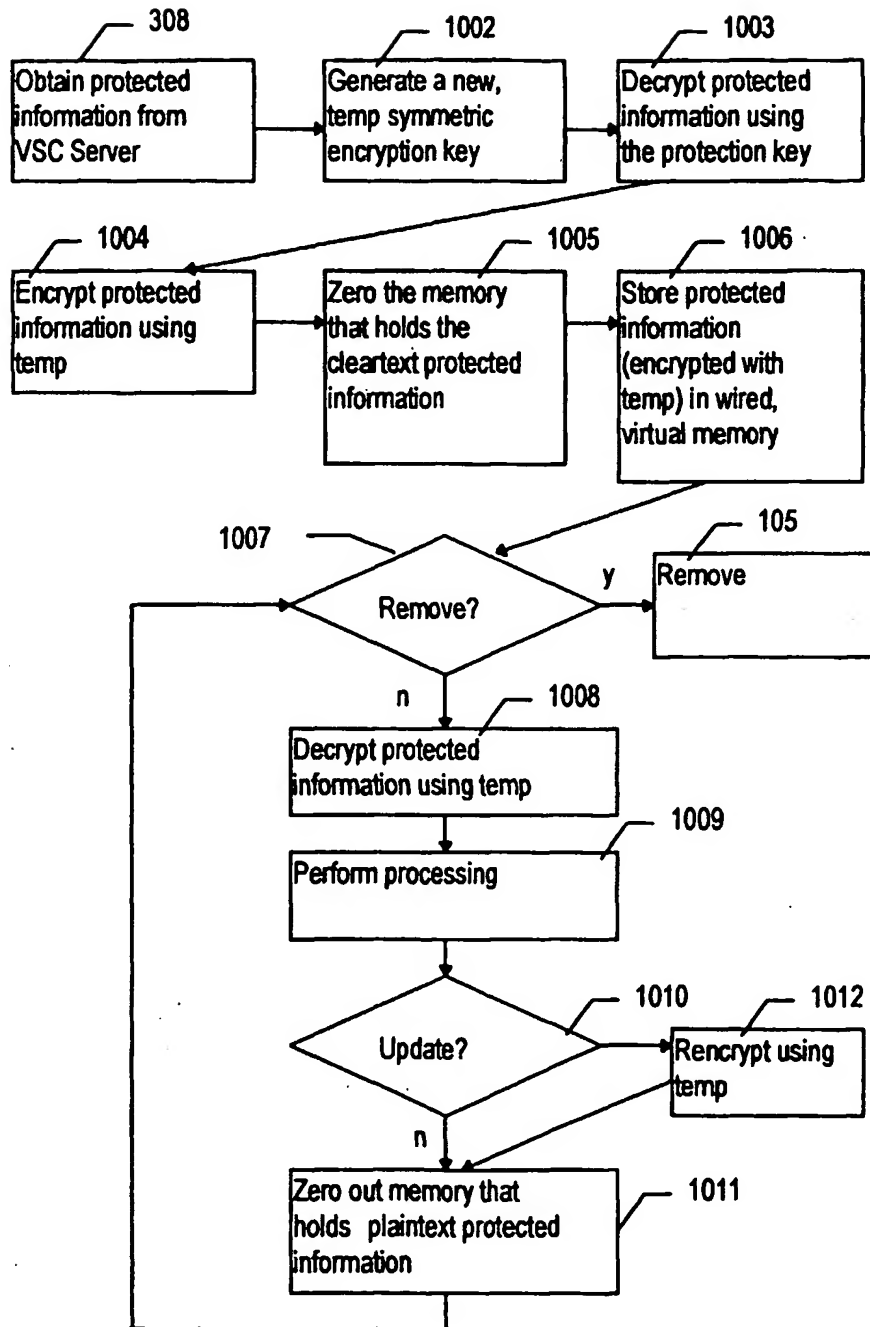 308
1002
1003
Obtain protected
information from
VSC Server
Generate a new,
temp symmetric
encryption key
Decrypt protected
information using
the protection key
1004
1005
1006
Encrypt protected
information using
temp
Zero the memory
that holds the
cleartext protected
information
Store protected
information
(encrypted with
temp) in wired,
virtual memory
1007
105
Remove?
y
Remove
n
1008
Decrypt protected
information using temp
1009
Perform processing
1010
1012
Update?
Rencrypt using
temp
n
1011
Zero out memory that
holds plaintext protected
information